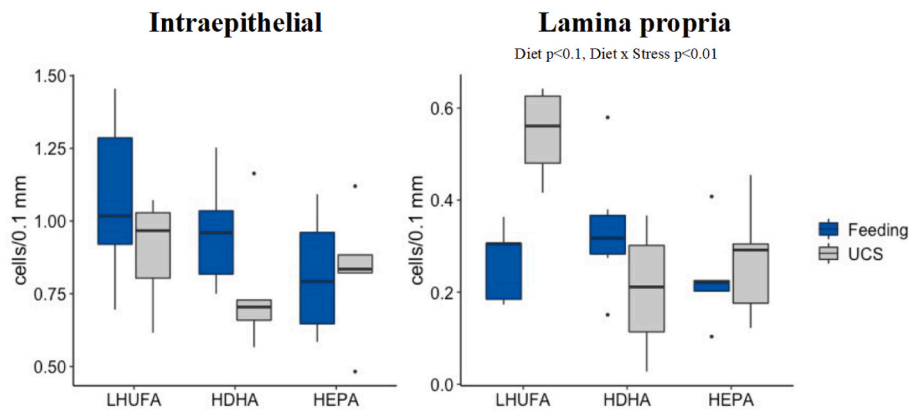 Intraepithelial
cells/0.1 mm
1.50
1.25
1.00
0.75
0.50
LHUFA HDHA HEPA
Lamina propria
Diet p<0.1, Diet x Stress p<0.01
cells/0.1 mm
0.6
0.4
0.2
0.0
LHUFA HDHA HEPA
Feeding
UCS